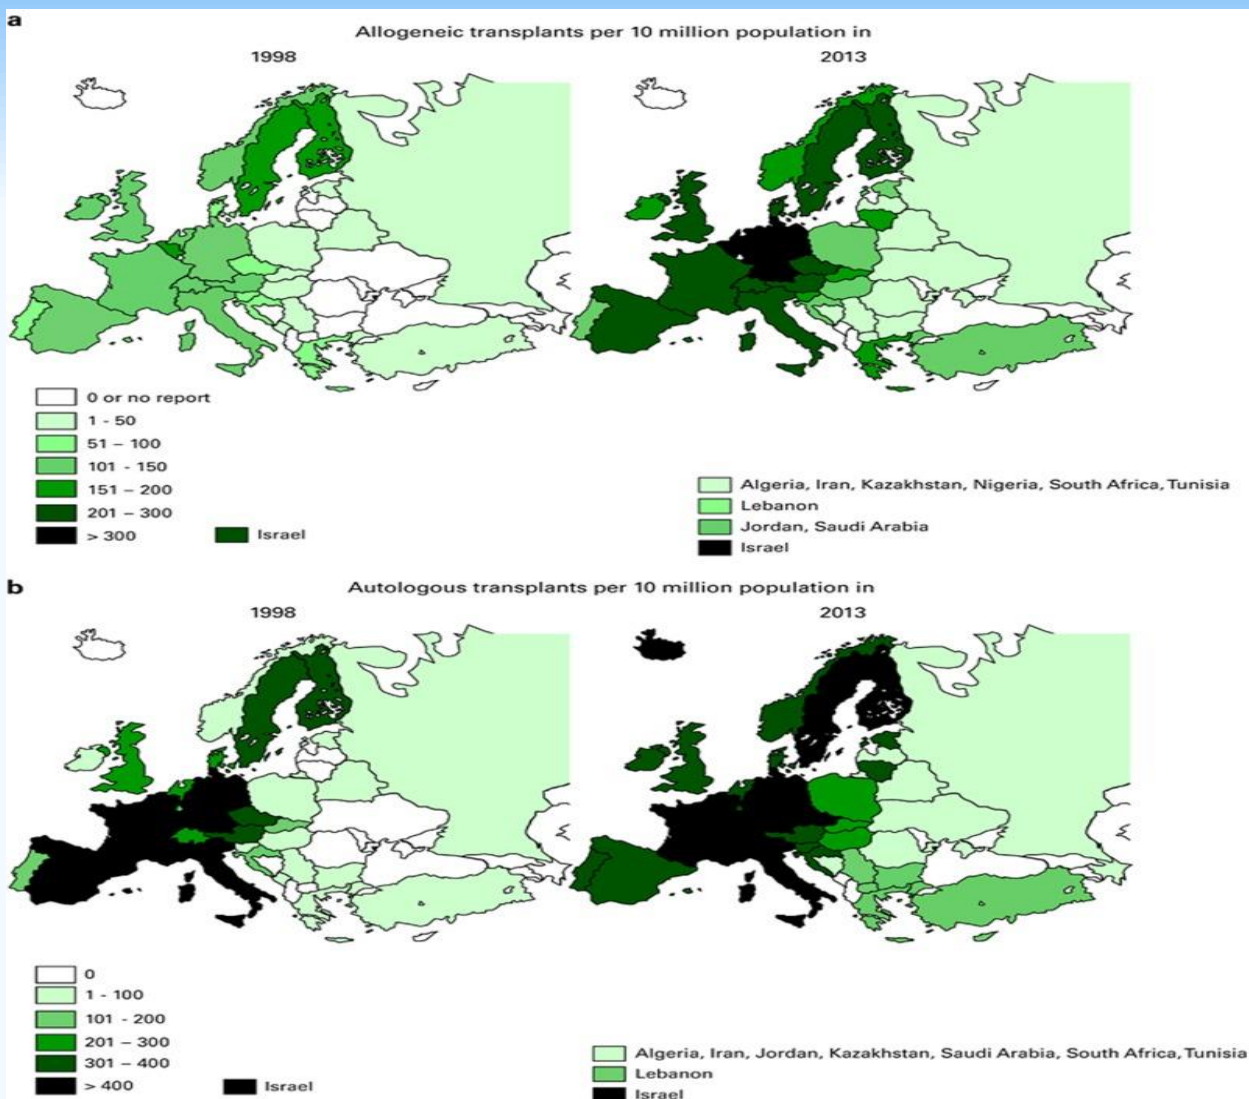 a
Allogeneic transplants per 10 million population in
1998
2013
0 or no report
1 - 50
51 – 100
101 - 150
151 – 200
201 – 300
> 300
Israel
Algeria, Iran, Kazakhstan, Nigeria, South Africa, Tunisia
Lebanon
Jordan, Saudi Arabia
Israel
b
Autologous transplants per 10 million population in
1998
2013
0
1 - 100
101 - 200
201 – 300
301 – 400
> 400
Israel
Algeria, Iran, Jordan, Kazakhstan, Saudi Arabia, South Africa, Tunisia
Lebanon
Israel